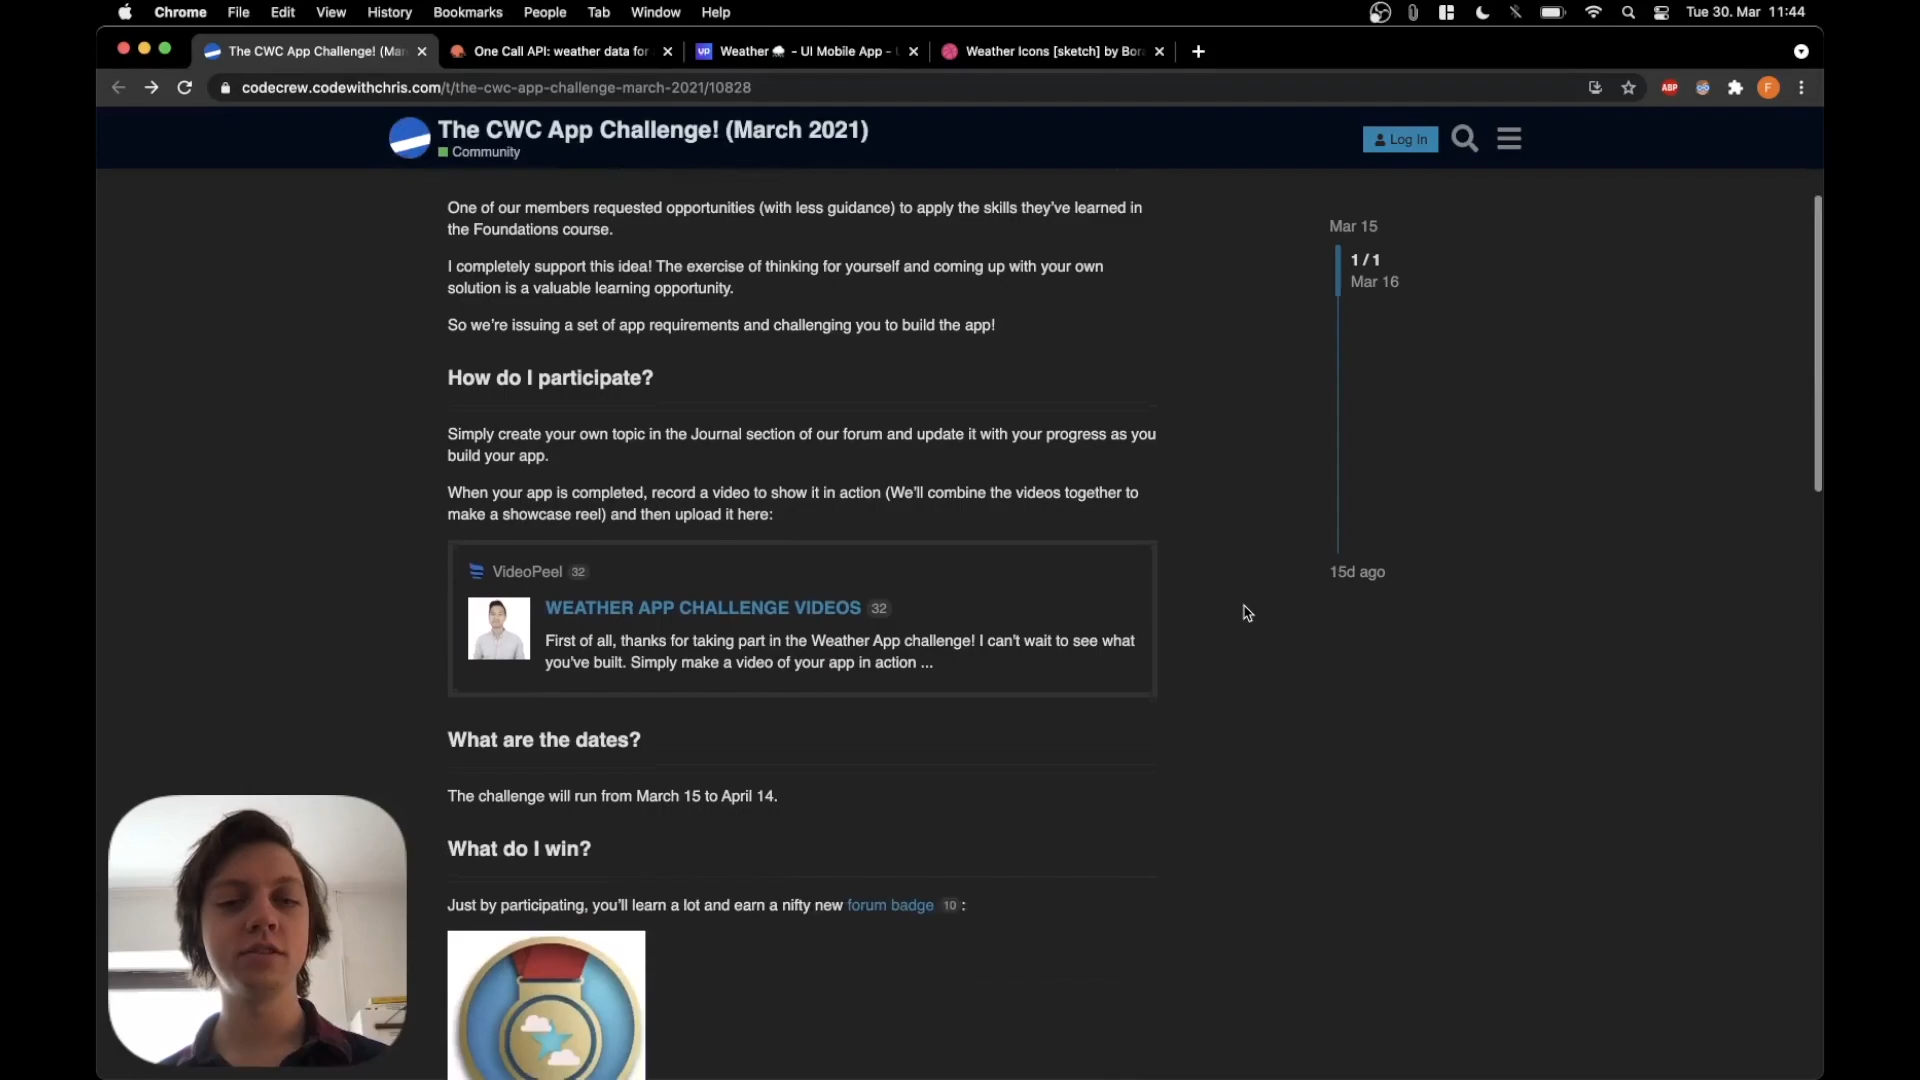 Chrome File Edit View History Bookmarks People Tab Window Help Tue 30. Mar 11:44
The CWC App Challenge! (Mar One Call API: weather data for Weather - UI Mobile App - Weather Icons [sketch] by Bor
codecrew.codewithchris.com/t/the-cwc-app-challenge-march-2021/10828 ABP F
The CWC App Challenge! (March 2021)
Community
Log In
One of our members requested opportunities (with less guidance) to apply the skills they've learned in
the Foundations course.
I completely support this idea! The exercise of thinking for yourself and coming up with your own
solution is a valuable learning opportunity.
So we're issuing a set of app requirements and challenging you to build the app!
How do I participate?
Simply create your own topic in the Journal section of our forum and update it with your progress as you
build your app.
When your app is completed, record a video to show it in action (We'll combine the videos together to
make a showcase reel) and then upload it here:
VideoPeel 32
WEATHER APP CHALLENGE VIDEOS 32
First of all, thanks for taking part in the Weather App challenge! I can't wait to see what
you've built. Simply make a video of your app in action ...
What are the dates?
The challenge will run from March 15 to April 14.
What do I win?
Just by participating, you'll learn a lot and earn a nifty new forum badge 10 :
Mar 15
1 / 1
Mar 16
15d ago